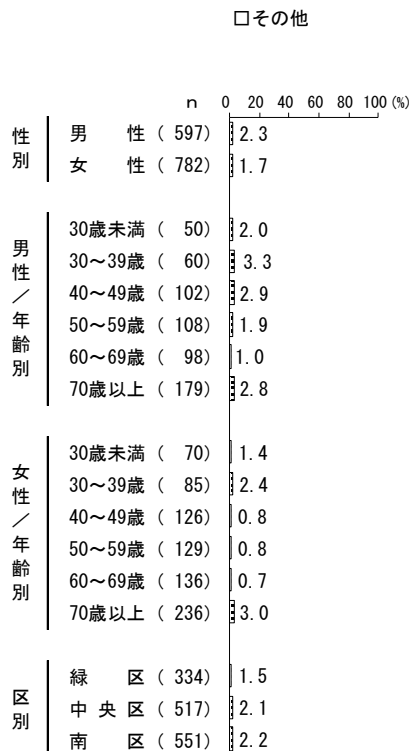 □その他
n 0 20 40 60 80 100(%)
性別
男性(597) 2.3
女性(782) 1.7
男性／年齢別
30歳未満(50) 2.0
30～39歳(60) 3.3
40～49歳(102) 2.9
50～59歳(108) 1.9
60～69歳(98) 1.0
70歳以上(179) 2.8
女性／年齢別
30歳未満(70) 1.4
30～39歳(85) 2.4
40～49歳(126) 0.8
50～59歳(129) 0.8
60～69歳(136) 0.7
70歳以上(236) 3.0
区別
緑区(334) 1.5
中央区(517) 2.1
南区(551) 2.2